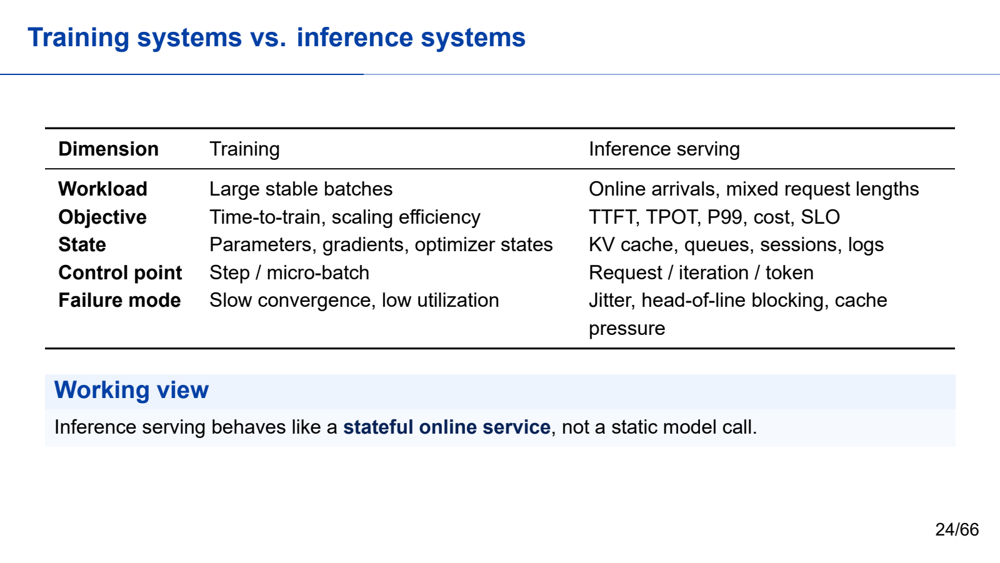 Training systems vs. inference systems
Dimension Training Inference serving
Workload Large stable batches Online arrivals, mixed request lengths
Objective Time-to-train, scaling efficiency TTFT, TPOT, P99, cost, SLO
State Parameters, gradients, optimizer states KV cache, queues, sessions, logs
Control point Step / micro-batch Request / iteration / token
Failure mode Slow convergence, low utilization Jitter, head-of-line blocking, cache
pressure
Working view
Inference serving behaves like a stateful online service, not a static model call.
24/66